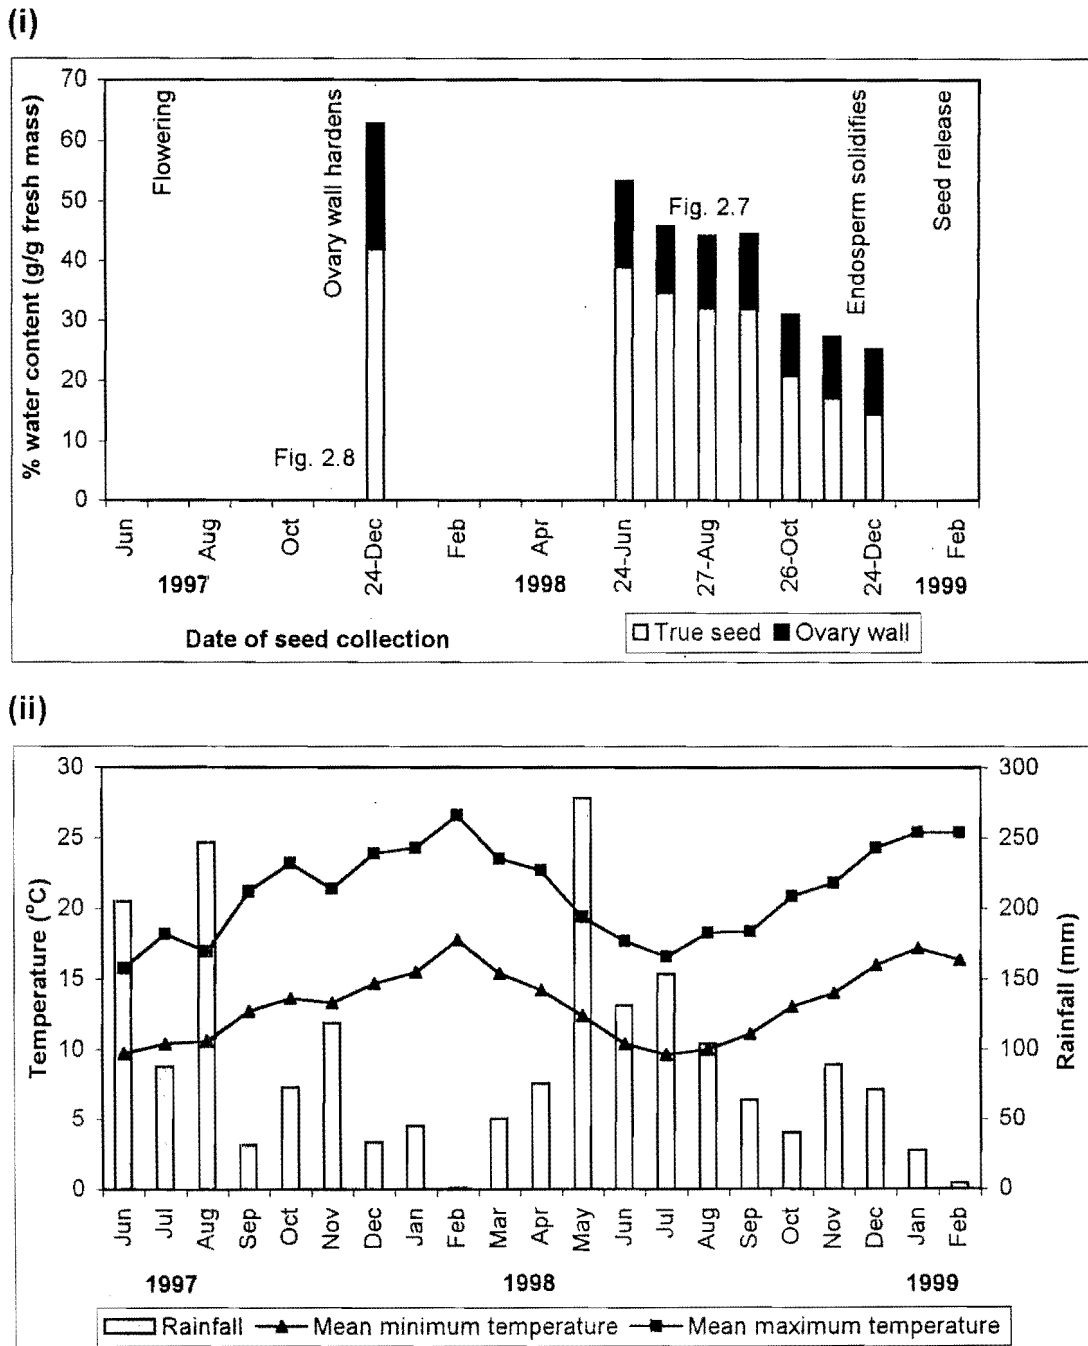 (i)
70
60
50
40
30
20
10
0
% water content (g/g fresh mass)
Flowering
Ovary wall hardens
Fig. 2.8
Fig. 2.7
Endosperm solidifies
Seed release
Jun
Aug
Oct
24-Dec
Feb
Apr
24-Jun
27-Aug
26-Oct
24-Dec
Feb
1997
1998
1999
Date of seed collection
True seed
Ovary wall
(ii)
30
25
20
15
10
5
0
Temperature (°C)
300
250
200
150
100
50
0
Rainfall (mm)
Jun
Jul
Aug
Sep
Oct
Nov
Dec
Jan
Feb
Mar
Apr
May
Jun
Jul
Aug
Sep
Oct
Nov
Dec
Jan
Feb
1997
1998
1999
Rainfall
Mean minimum temperature
Mean maximum temperature